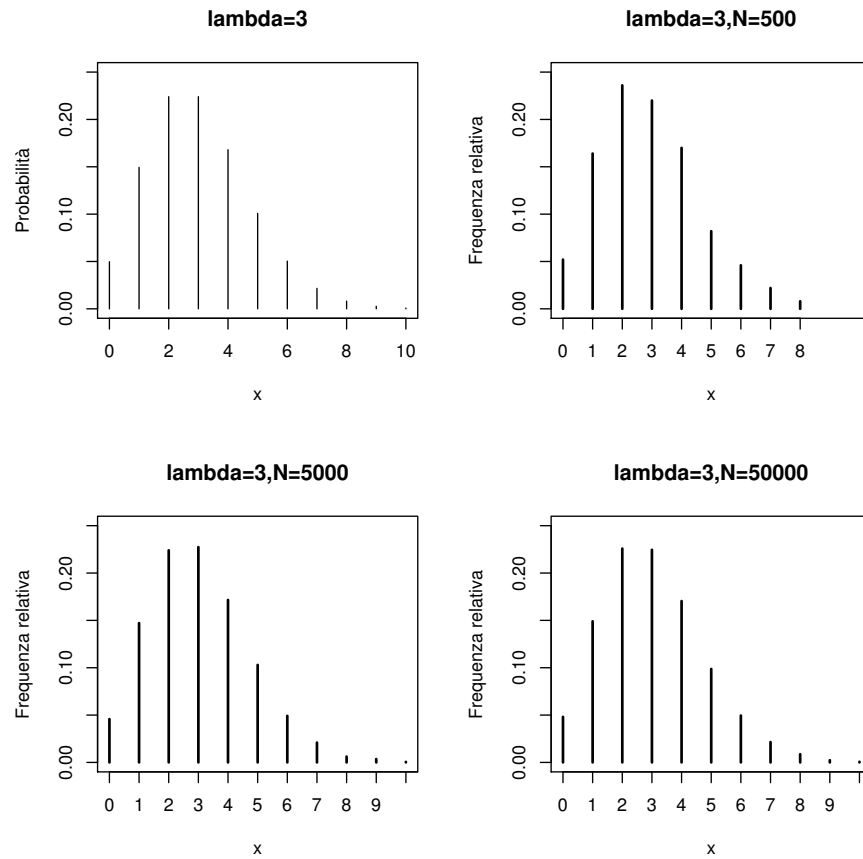 lambda=3
Probabilità
0.00 0.10 0.20
0 2 4 6 8 10
x
lambda=3,N=500
Frequenza relativa
0.00 0.10 0.20
0 1 2 3 4 5 6 7 8
x
lambda=3,N=5000
Frequenza relativa
0.00 0.10 0.20
0 1 2 3 4 5 6 7 8 9
x
lambda=3,N=50000
Frequenza relativa
0.00 0.10 0.20
0 1 2 3 4 5 6 7 8 9
x